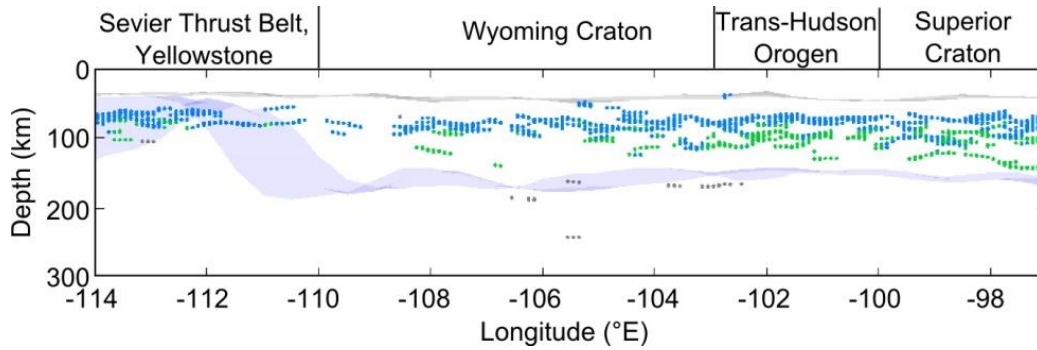 Sevier Thrust Belt,
Yellowstone
Wyoming Craton
Trans-Hudson
Orogen
Superior
Craton
0
100
200
300
Depth (km)
-114
-112
-110
-108
-106
-104
-102
-100
-98
Longitude (°E)